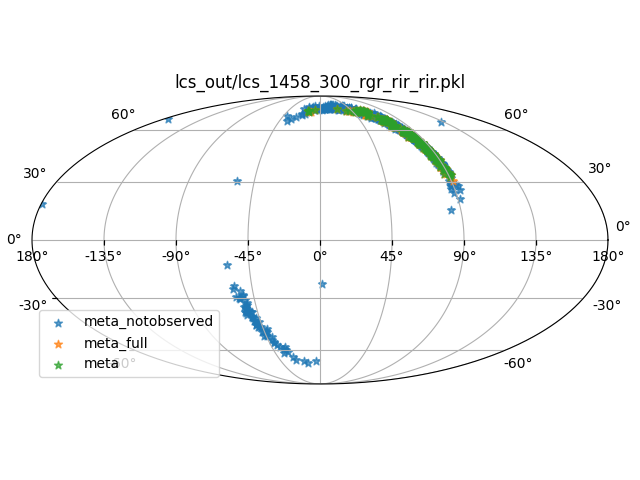 lcs_out/lcs_1458_300_rgr_rir_rir.pkl
60° 60°
30° 30°
0° 0°
180° -135° -90° -45° 0° 45° 90° 135° 180°
-30° -30°
-60° -60°
meta_notobserved
meta_full
meta